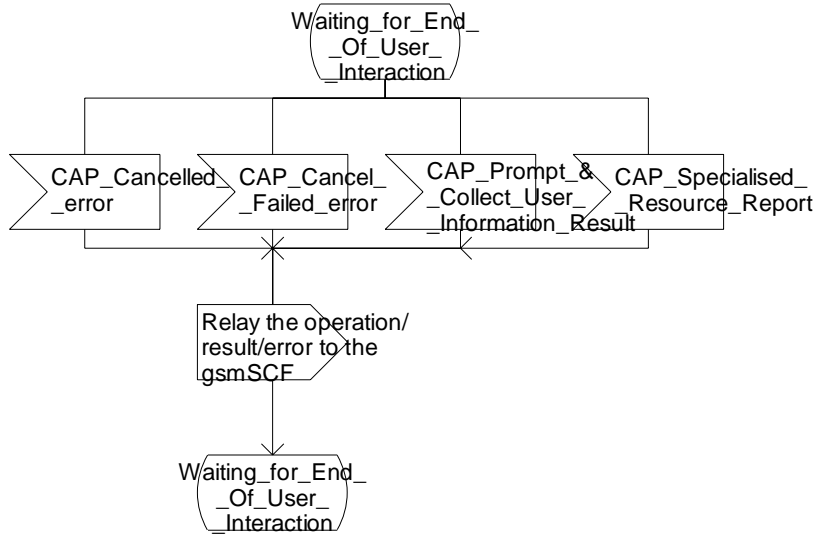 Waiting_for_End_
_Of_User_
_Interaction
CAP_Cancelled_
_error
CAP_Cancel_
_Failed_error
CAP_Prompt_&
_Collect_User_
_Information_Result
CAP_Specialised_
_Resource_Report
Relay the operation/
result/error to the
gsmSCF
Waiting_for_End_
_Of_User_
_Interaction